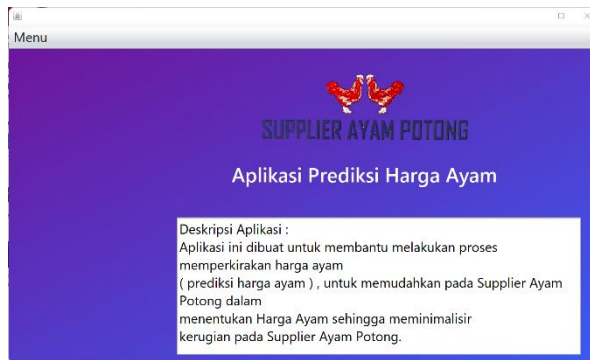 Menu
SUPPLIER AYAM POTONG
Aplikasi Prediksi Harga Ayam
Deskripsi Aplikasi :
Aplikasi ini dibuat untuk membantu melakukan proses
memperkirakan harga ayam
( prediksi harga ayam ) , untuk memudahkan pada Supplier Ayam
Potong dalam
menentukan Harga Ayam sehingga meminimalisir
kerugian pada Supplier Ayam Potong.